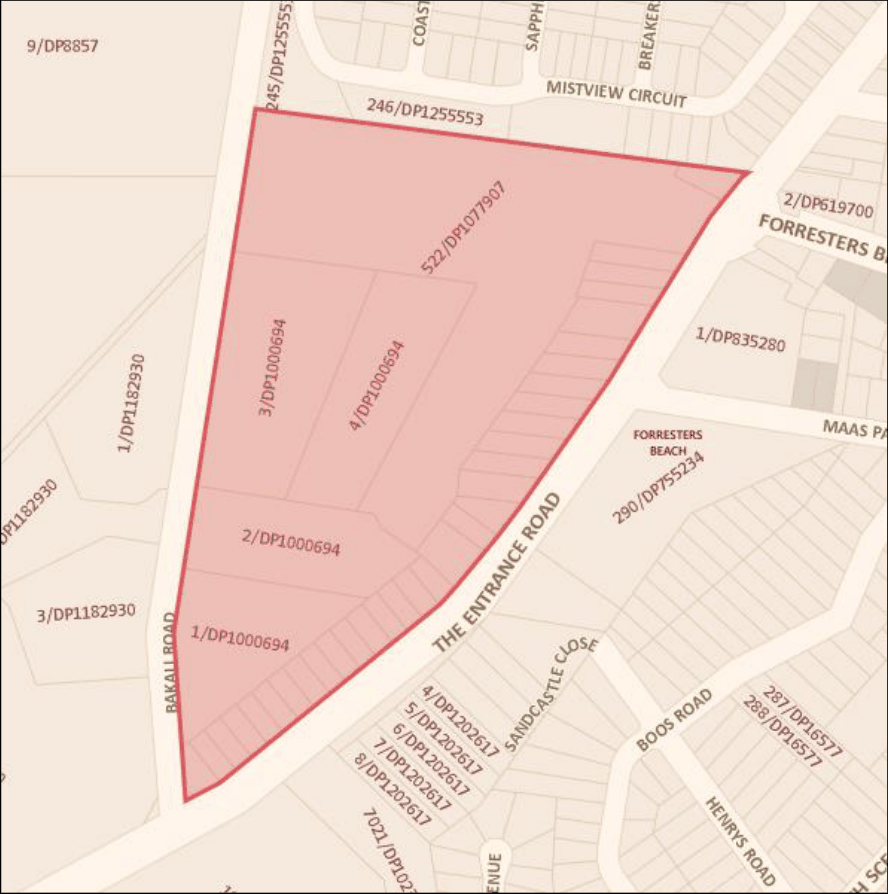 9/DP8857
245/DP125555
COAST
SAPPH
BREAKER
MISTVIEW CIRCUIT
246/DP1255553
2/DP619700
FORRESTERS B
522/DP1077907
1/DP835280
3/DP1000694
4/DP1000694
1/DP1182930
MAAS PA
FORRESTERS
BEACH
290/DP755234
DP1182930
THE ENTRANCE ROAD
2/DP1000694
3/DP1182930
BAKALI ROAD
1/DP1000694
SANDCASTLE CLOSE
4/DP1202617
5/DP1202617
6/DP1202617
7/DP1202617
8/DP1202617
BOOS ROAD
287/DP16577
288/DP16577
HENRYS ROAD
7021/DP102
ENUE
H SC